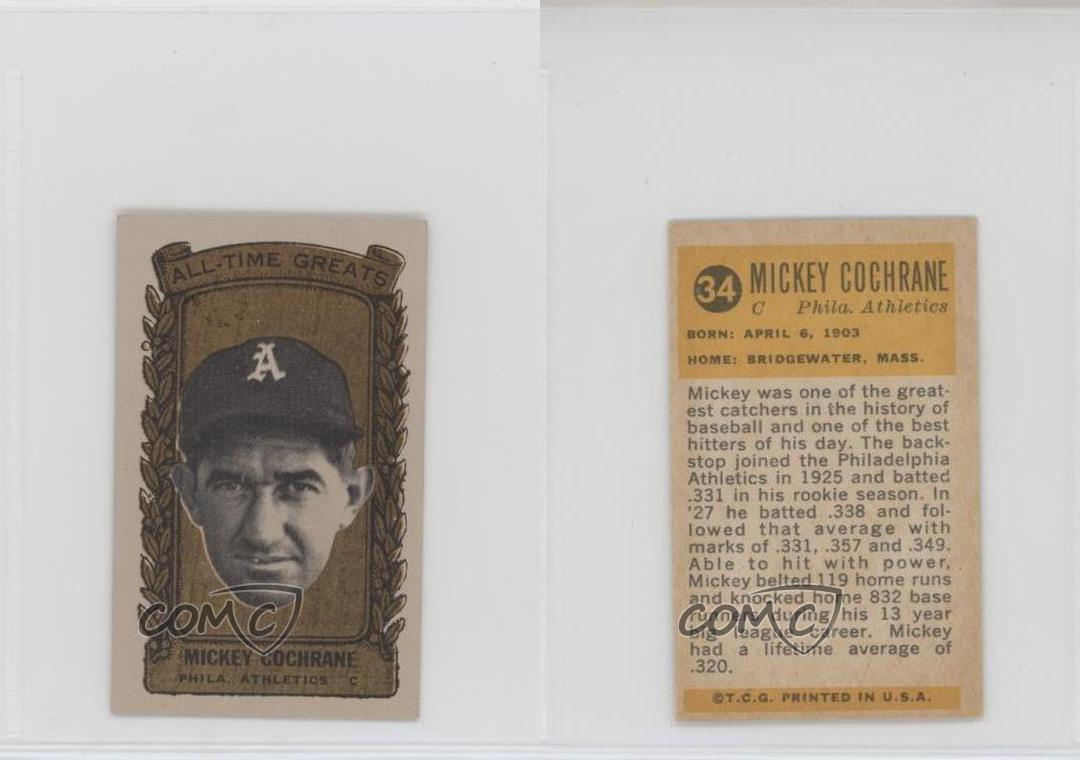 ALL-TIME GREATS
A
COMC
MICKEY COCHRANE
PHILA. ATHLETICS C
34 MICKEY COCHRANE
C Phila. Athletics
BORN: APRIL 6, 1903
HOME: BRIDGEWATER, MASS.
Mickey was one of the great-
est catchers in the history of
baseball and one of the best
hitters of his day. The back-
stop joined the Philadelphia
Athletics in 1925 and batted
.331 in his rookie season. In
'27 he batted .338 and fol-
lowed that average with
marks of .331, .357 and .349.
Able to hit with power,
Mickey belted 119 home runs
and knocked home 832 base
runners during his 13 year
big league career. Mickey
had a lifetime average of
.320.
COMC
©T.C.G. PRINTED IN U.S.A.